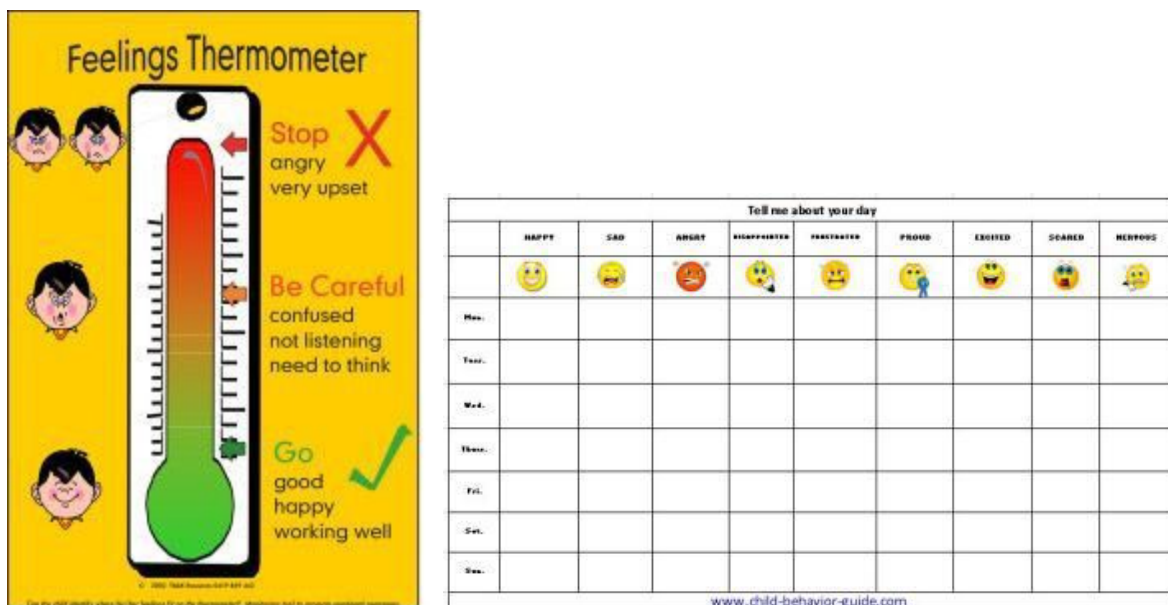 Feelings Thermometer
Stop X
angry
very upset
Be Careful
confused
not listening
need to think
Go
good
happy
working well
Tell me about your day
HAPPY SAD ANGRY DISAPPOINTED FRUSTRATED PROUD EXCITED SCARED NERVOUS
Mon.
Tues.
Wed.
Thurs.
Fri.
Sat.
Sun.
www.child-behavior-guide.com